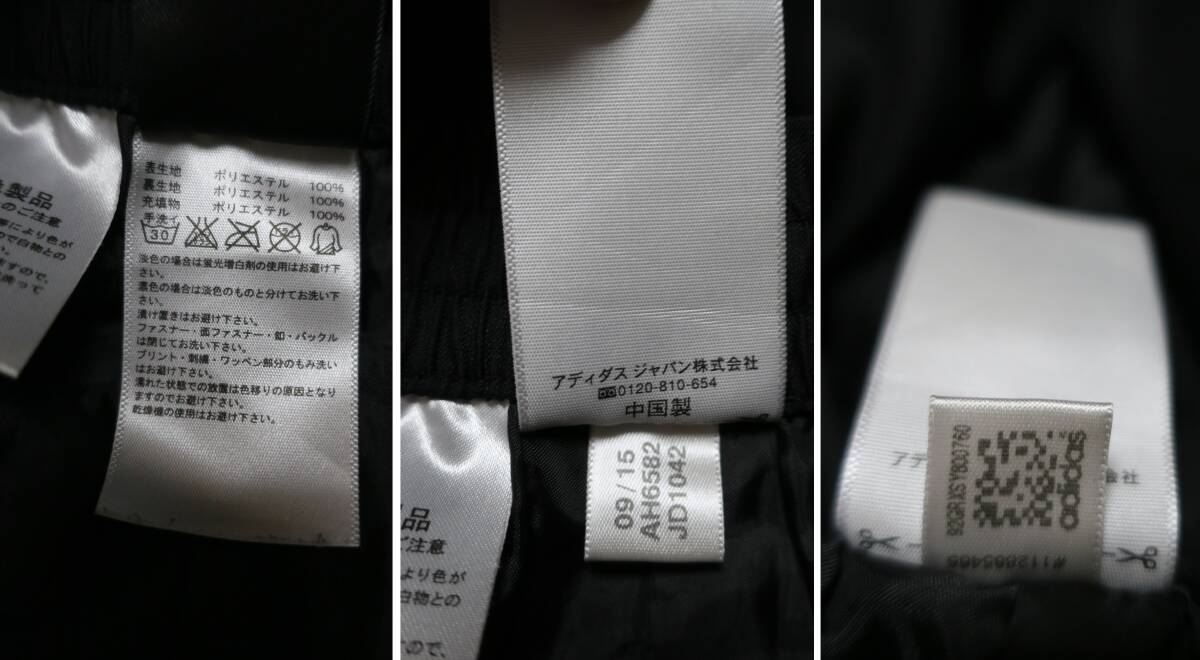 製品
のご注意
等により色が
ので白物との
い。
ますので、
洗って
表生地 ポリエステル 100%
裏生地 ポリエステル 100%
充填物 ポリエステル 100%
手洗イ
30
淡色の場合は蛍光増白剤の使用はお避け下
さい。
濃色の場合は淡色のものと分けてお洗い下
さい。
漬け置きはお避け下さい。
ファスナー・面ファスナー・釦・バックル
は閉じてお洗い下さい。
プリント・刺繍・ワッペン部分のもみ洗い
はお避け下さい。
濡れた状態での放置は色移りの原因となり
ますのでお避け下さい。
乾燥機の使用はお避け下さい。
アディダス ジャパン株式会社
0120-810-654
中国製
09/15
AH6582
JD1042
品
ご注意
より色が
白物との
ので、
アデ
会社
adidas